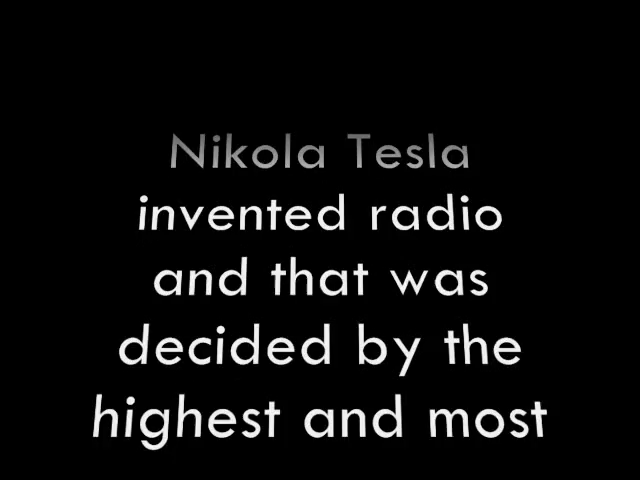 Nikola Tesla
invented radio
and that was
decided by the
highest and most